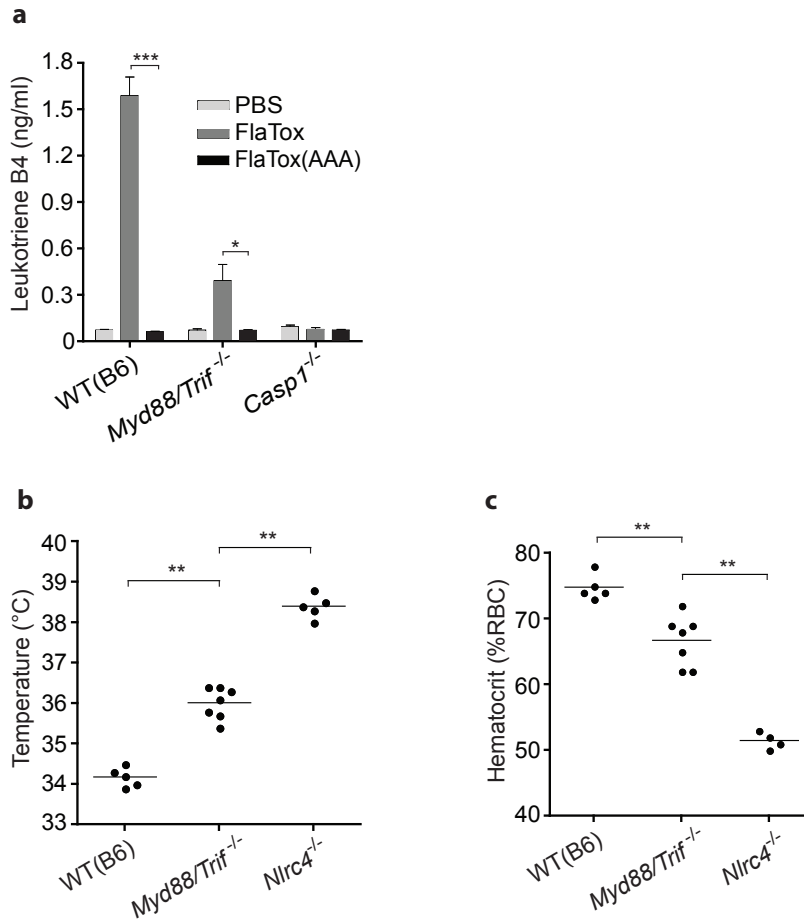 a
Leukotriene B4 (ng/ml)
1.8
1.5
1.2
0.9
0.6
0.3
0
***
*
PBS
FlaTox
FlaTox(AAA)
WT(B6)
Myd88/Trif -/-
Casp1-/-
b
Temperature (°C)
40
39
38
37
36
35
34
33
**
**
WT(B6)
Myd88/Trif -/-
Nlrc4-/-
c
Hematocrit (%RBC)
80
70
60
50
40
**
**
WT(B6)
Myd88/Trif -/-
Nlrc4-/-